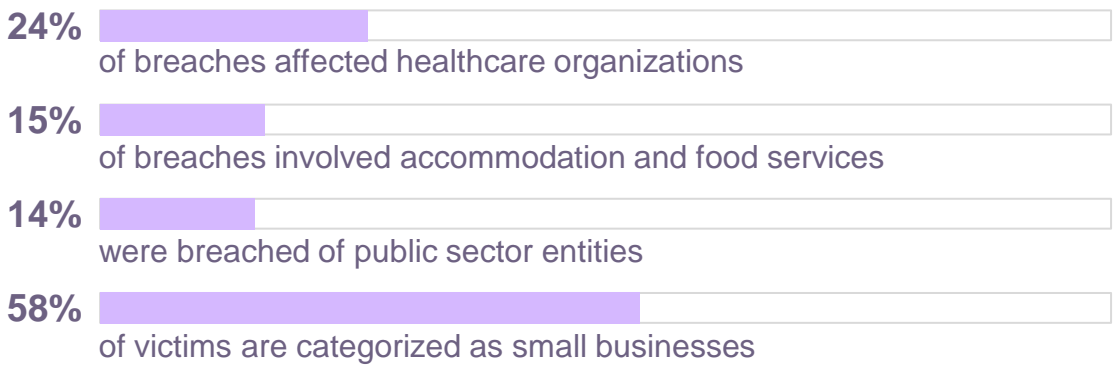 24%
of breaches affected healthcare organizations
15%
of breaches involved accommodation and food services
14%
were breached of public sector entities
58%
of victims are categorized as small businesses